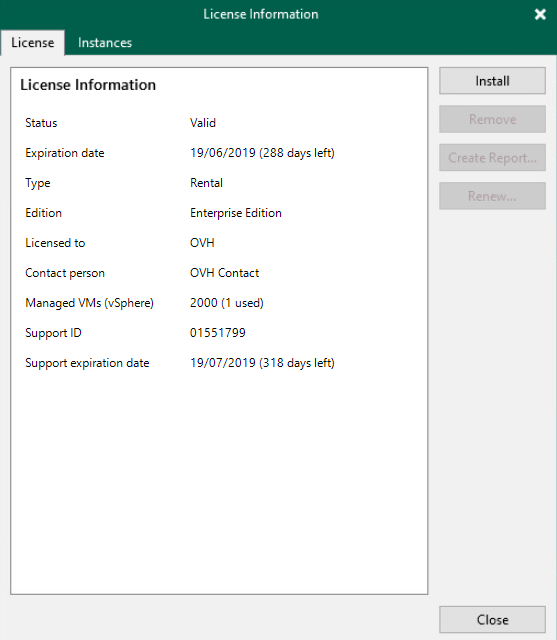 License Information
License Instances
License Information
Status Valid
Expiration date 19/06/2019 (288 days left)
Type Rental
Edition Enterprise Edition
Licensed to OVH
Contact person OVH Contact
Managed VMs (vSphere) 2000 (1 used)
Support ID 01551799
Support expiration date 19/07/2019 (318 days left)
Install
Remove
Create Report...
Renew...
Close